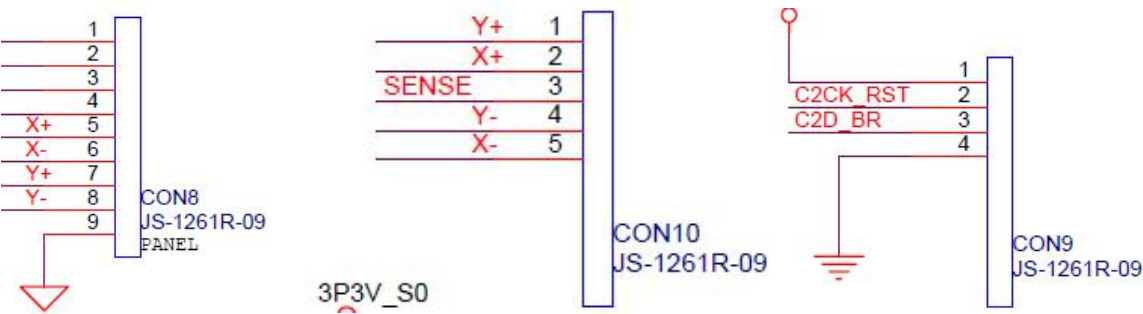 1
2
3
4
X+ 5
X- 6
Y+ 7
Y- 8
9
CON8
JS-1261R-09
PANEL
Y+ 1
X+ 2
SENSE 3
Y- 4
X- 5
CON10
JS-1261R-09
3P3V_S0
1
C2CK_RST 2
C2D_BR 3
4
CON9
JS-1261R-09